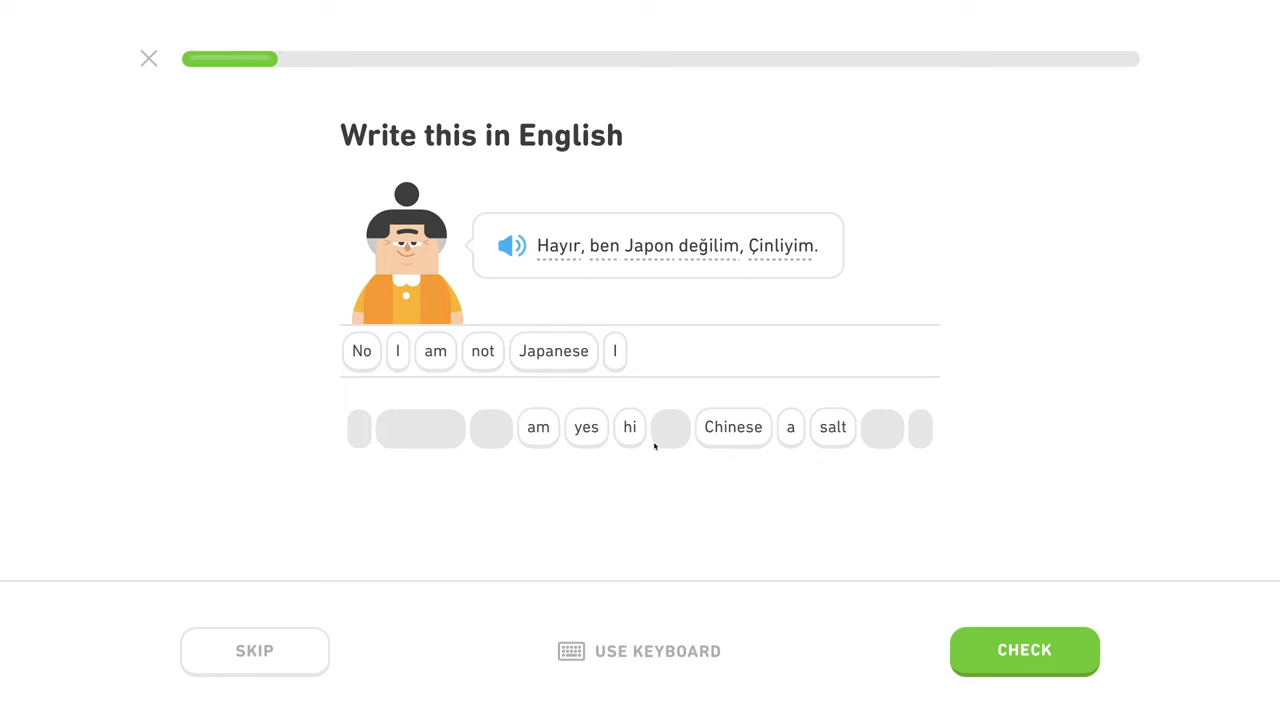 Write this in English
Hayır, ben Japon değilim, Çinliyim.
No I am not Japanese I
am yes hi Chinese a salt
SKIP
USE KEYBOARD
CHECK